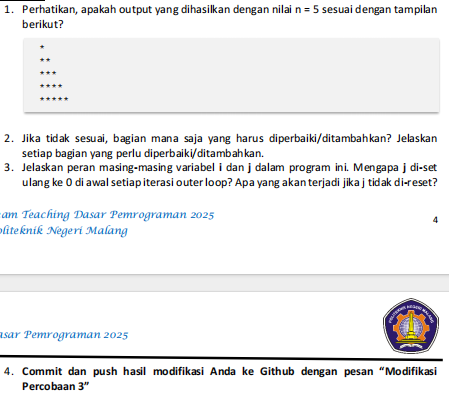 1. Perhatikan, apakah output yang dihasilkan dengan nilai n = 5 sesuai dengan tampilan
berikut?
*
**
***
****
*****
2. Jika tidak sesuai, bagian mana saja yang harus diperbaiki/ditambahkan? Jelaskan
setiap bagian yang perlu diperbaiki/ditambahkan.
3. Jelaskan peran masing-masing variabel i dan j dalam program ini. Mengapa j di-set
ulang ke 0 di awal setiap iterasi outer loop? Apa yang akan terjadi jika j tidak di-reset?
am Teaching Dasar Pemrograman 2025
4
oliteknik Negeri Malang
asar Pemrograman 2025
4. Commit dan push hasil modifikasi Anda ke Github dengan pesan “Modifikasi
Percobaan 3”